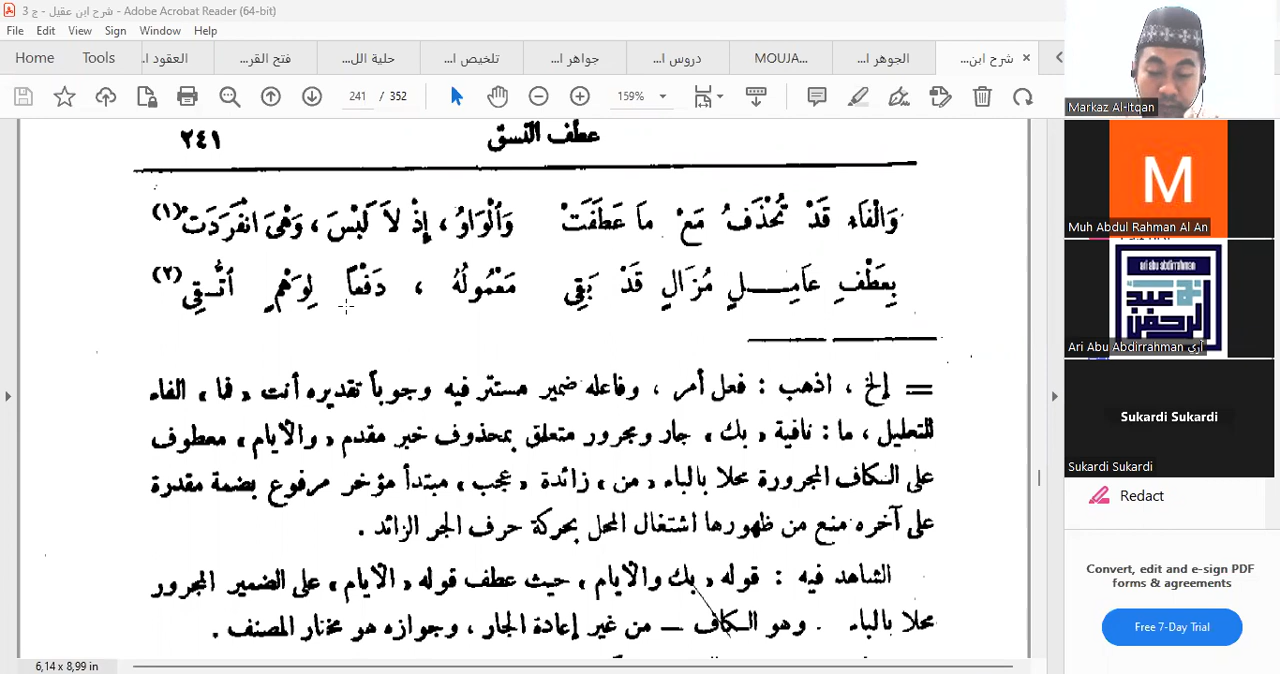 شرح ابن عقيل - ج 3 - Adobe Acrobat Reader (64-bit)
File Edit View Sign Window Help
Home Tools العقود ا... فتح القر... حلية الل... تلخيص ا... جواهر ا... دروس ا... MOUJA... الجوهر ا... شرح ابن... ×
241 / 352 159%
عطف النسق ٢٤١
وَالْفَاءُ قَدْ تُحْذَفُ مَعْ مَا عَطَفَتْ وَالْوَاوُ ، إِذْ لاَ لَبْسَ ، وَهْىَ انْفَرَدَتْ (١)
بِعَطْفِ عَامِلٍ مُزَالٍ قَدْ بَقِى مَعْمُولُهُ ، دَفْعًا لِوَهْمٍ اتُّقِى (٢)
= إلخ ، اذهب : فعل أمر ، وفاعله ضمير مستتر فيه وجوباً تقديره أنت « فما » الفاء
للتعليل ، ما : نافية « بك » جار ومجرور متعلق بمحذوف خبر مقدم « والأيام » معطوف
على الكاف المجرورة محلا بالباء « من » زائدة « عجب » مبتدأ مؤخر مرفوع بضمة مقدرة
على آخره منع من ظهورها اشتغال المحل بحركة حرف الجر الزائد .
الشاهد فيه : قوله « بك والأيام » حيث عطف قوله « الأيام » على الضمير المجرور
محلا بالباء . وهو الكاف — من غير إعادة الجار ، وجوازه هو مختار المصنف .
6,14 x 8,99 in
Markaz Al-Itqan
M
Muh Abdul Rahman Al An
ari abu abdirrahman
عبد الرحمن
Ari Abu Abdirrahman آري
Sukardi Sukardi
Sukardi Sukardi
Redact
Convert, edit and e-sign PDF
forms & agreements
Free 7-Day Trial